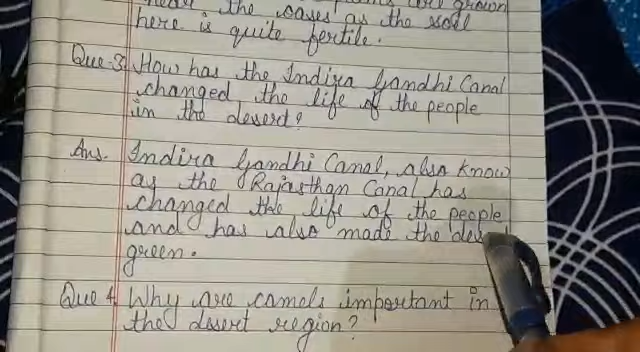 the oases as the soil
here is quite fertile.
Que-3 How has the Indira Gandhi Canal
changed the life of the people
in the desert?
Ans. Indira Gandhi Canal, also know
as the Rajasthan Canal has
changed the life of the people
and has also made the desert
green.
Que 4. Why are camels important in
the desert region?